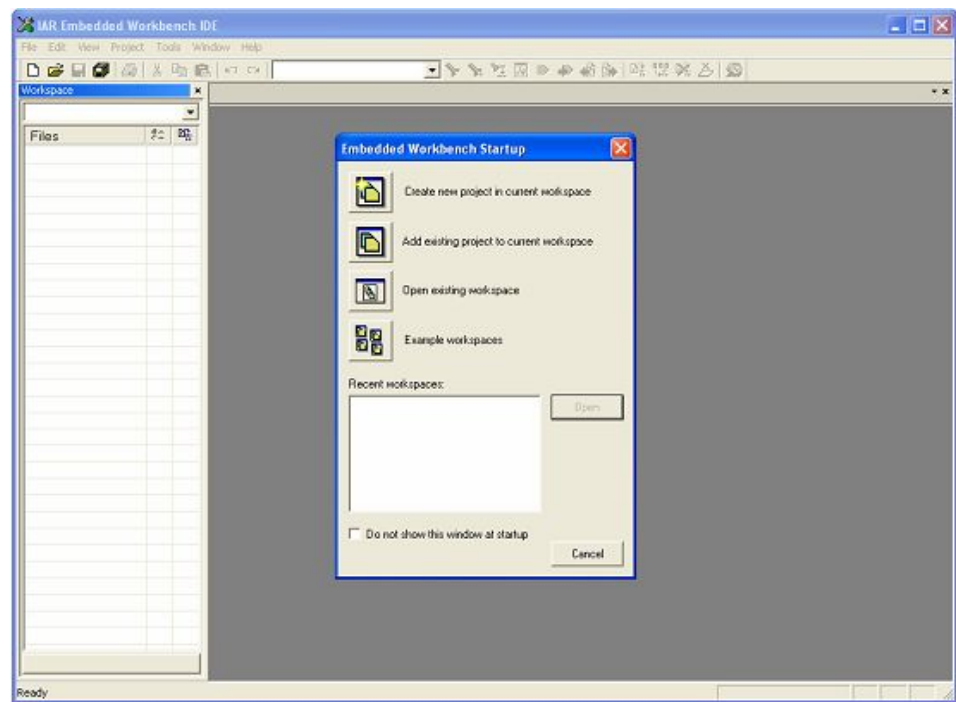 IAR Embedded Workbench IDE
File Edit View Project Tools Window Help
Workspace
Files
Embedded Workbench Startup
Create new project in current workspace
Add existing project to current workspace
Open existing workspace
Example workspaces
Recent workspaces:
Open
Do not show this window at startup
Cancel
Ready